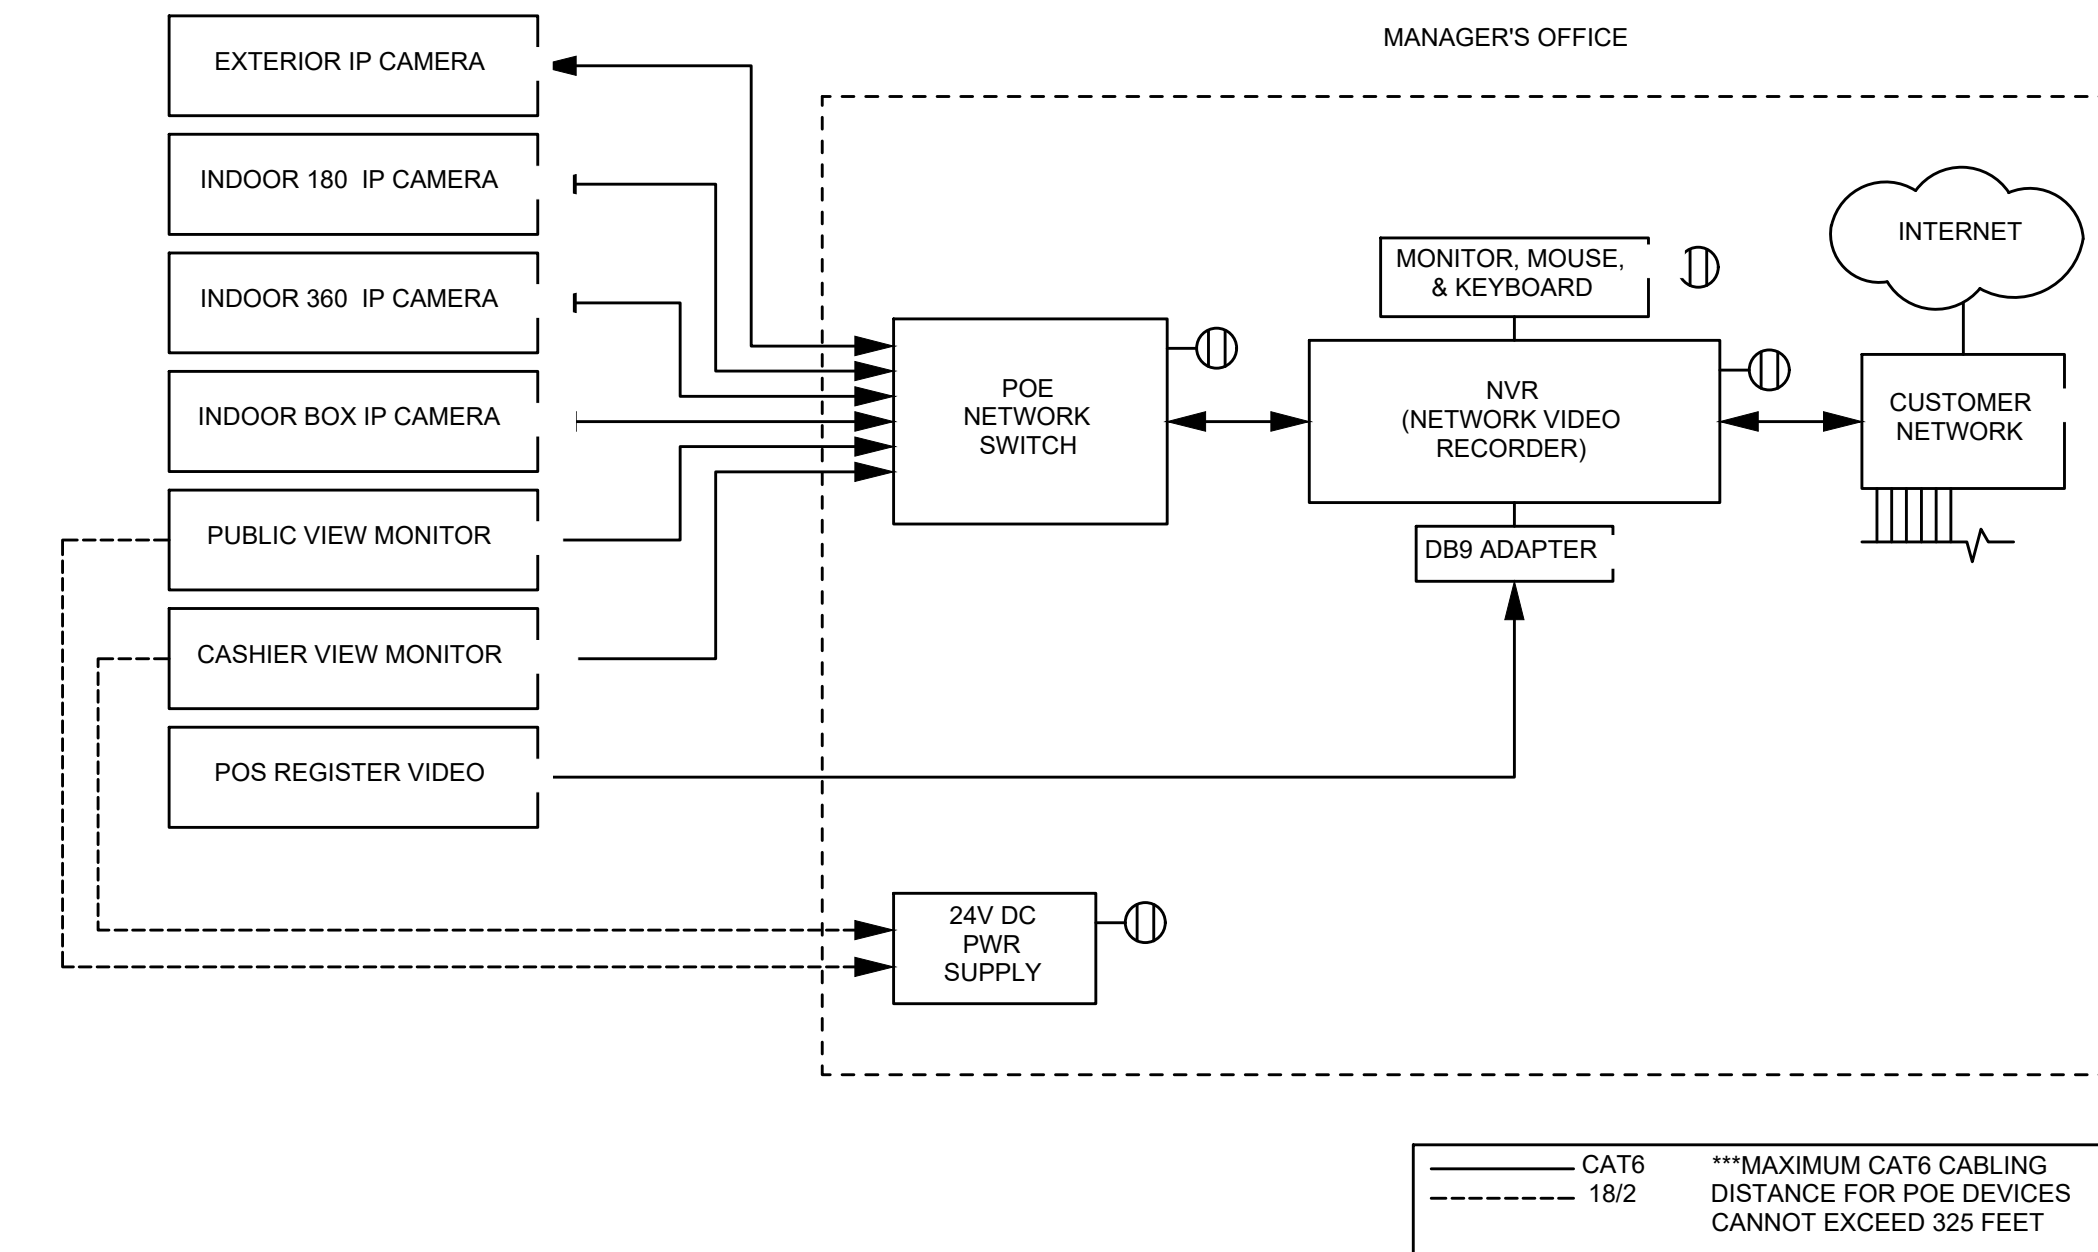 MANAGER'S OFFICE
EXTERIOR IP CAMERA
INDOOR 180  IP CAMERA
INDOOR 360  IP CAMERA
INDOOR BOX IP CAMERA
PUBLIC VIEW MONITOR
CASHIER VIEW MONITOR
POS REGISTER VIDEO
POE
NETWORK
SWITCH
MONITOR, MOUSE,
& KEYBOARD
NVR
(NETWORK VIDEO
RECORDER)
DB9 ADAPTER
INTERNET
CUSTOMER
NETWORK
24V DC
PWR
SUPPLY
CAT6
18/2
***MAXIMUM CAT6 CABLING
DISTANCE FOR POE DEVICES
CANNOT EXCEED 325 FEET